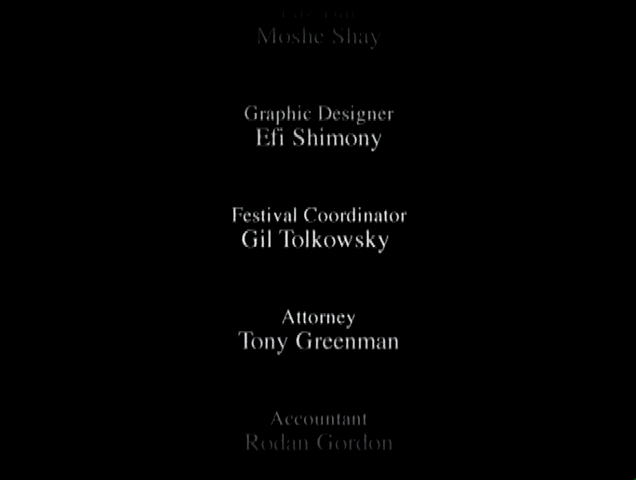 Moshe Shay
Graphic Designer
Efi Shimony
Festival Coordinator
Gil Tolkowsky
Attorney
Tony Greenman
Accountant
Rodan Gordon